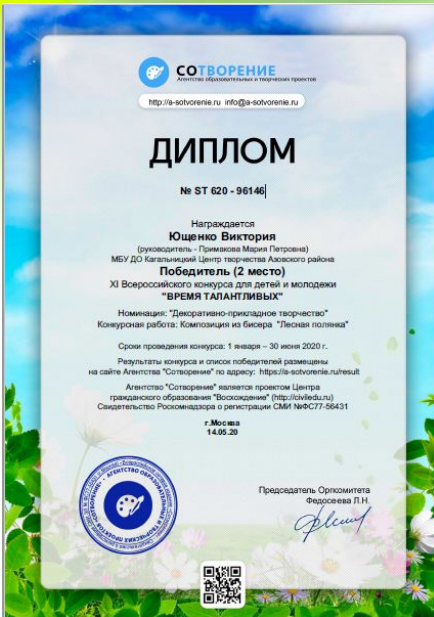 СОТВОРЕНИЕ
Агентство образовательных и творческих проектов
http://a-sotvorenie.ru info@a-sotvorenie.ru
ДИПЛОМ
№ ST 620 - 96146
Награждается
Ющенко Виктория
(руководитель - Примакова Мария Петровна)
МБУ ДО Кагальницкий Центр творчества Азовского района
Победитель (2 место)
XI Всероссийского конкурса для детей и молодежи
"ВРЕМЯ ТАЛАНТЛИВЫХ"
Номинация: "Декоративно-прикладное творчество"
Конкурсная работа: Композиция из бисера "Лесная полянка"
Сроки проведения конкурса: 1 января – 30 июня 2020 г.
Результаты конкурса и список победителей размещены
на сайте Агентства "Сотворение" по адресу: https://a-sotvorenie.ru/result
Агентство "Сотворение" является проектом Центра
гражданского образования "Восхождение" (http://civiledu.ru)
Свидетельство Роскомнадзора о регистрации СМИ №ФС77-56431
г.Москва
14.05.20
Председатель Оргкомитета
Федосеева Л.Н.